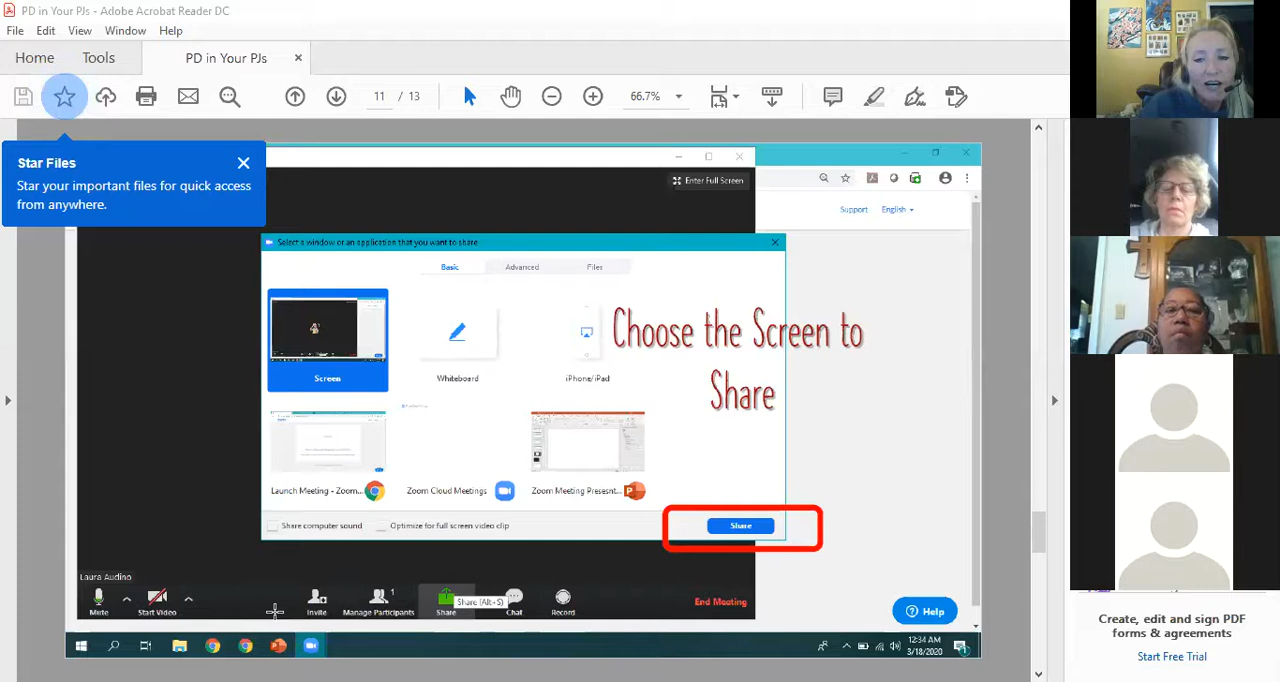 PD in Your PJs - Adobe Acrobat Reader DC
File Edit View Window Help
Home Tools PD in Your PJs ×
11 / 13 66.7%
Star Files
Star your important files for quick access
from anywhere.
Enter Full Screen
Support English
Select a window or an application that you want to share
Basic Advanced Files
Screen
Whiteboard
iPhone/iPad
Choose the Screen to
Share
Launch Meeting - Zoom...
Zoom Cloud Meetings
Zoom Meeting Presesnt...
Share computer sound
Optimize for full screen video clip
Share
Laura Audino
Mute
Start Video
Invite
Manage Participants
1
Share
Share (Alt+S)
Chat
Record
End Meeting
Help
12:34 AM
3/18/2020
Create, edit and sign PDF
forms & agreements
Start Free Trial